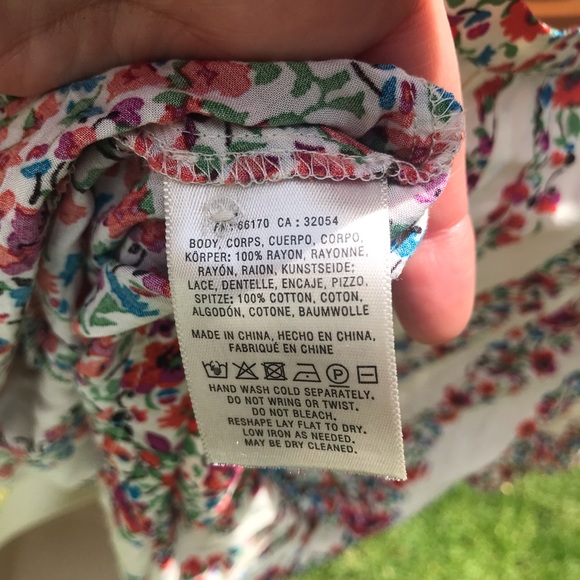 RN : 66170 CA : 32054
BODY, CORPS, CUERPO, CORPO,
KÖRPER: 100% RAYON, RAYONNE,
RAYÓN, RAION, KUNSTSEIDE;
LACE, DENTELLE, ENCAJE, PIZZO,
SPITZE: 100% COTTON, COTON,
ALGODÓN, COTONE, BAUMWOLLE
MADE IN CHINA, HECHO EN CHINA,
FABRIQUÉ EN CHINE
P
HAND WASH COLD SEPARATELY.
DO NOT WRING OR TWIST.
DO NOT BLEACH.
RESHAPE LAY FLAT TO DRY.
LOW IRON AS NEEDED.
MAY BE DRY CLEANED.